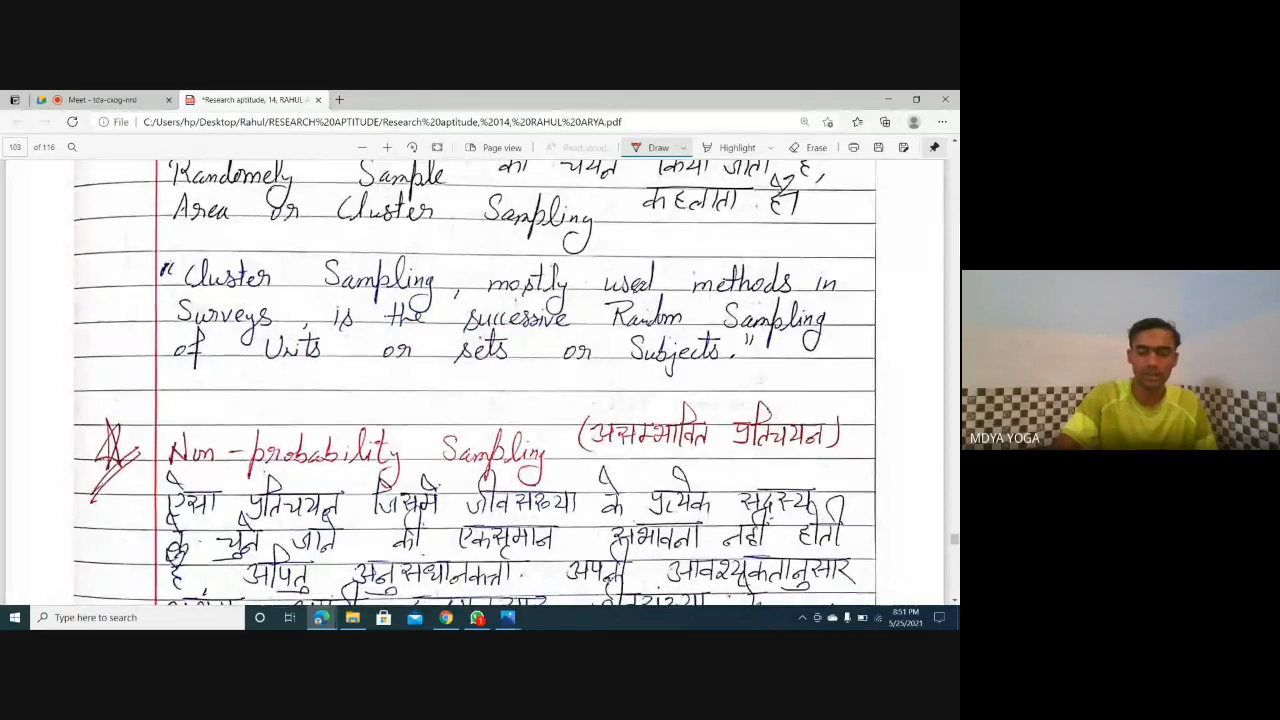 Meet - tda-cxog-nrd
*Research aptitude, 14, RAHUL A
File C:/Users/hp/Desktop/Rahul/RESEARCH%20APTITUDE/Research%20aptitude,%2014,%20RAHUL%20ARYA.pdf
103 of 116 Page view Read aloud Draw Highlight Erase
Randomely Sample का चयन किया जाता है,
Area or Cluster Sampling कहलाता है।
"Cluster Sampling, mostly used methods in
Surveys, is the successive Random Sampling
of Units or sets or Subjects."
Non-probability Sampling (असम्भावित प्रतिचयन)
ऐसा प्रतिचयन जिसमें जीवसंख्या के प्रत्येक सदस्य
के चुने जाने की एकसमान संभावना नहीं होती
है अपितु अनुसंधानकर्ता अपनी आवश्यकतानुसार
MDYA YOGA
Type here to search
8:51 PM
5/25/2021